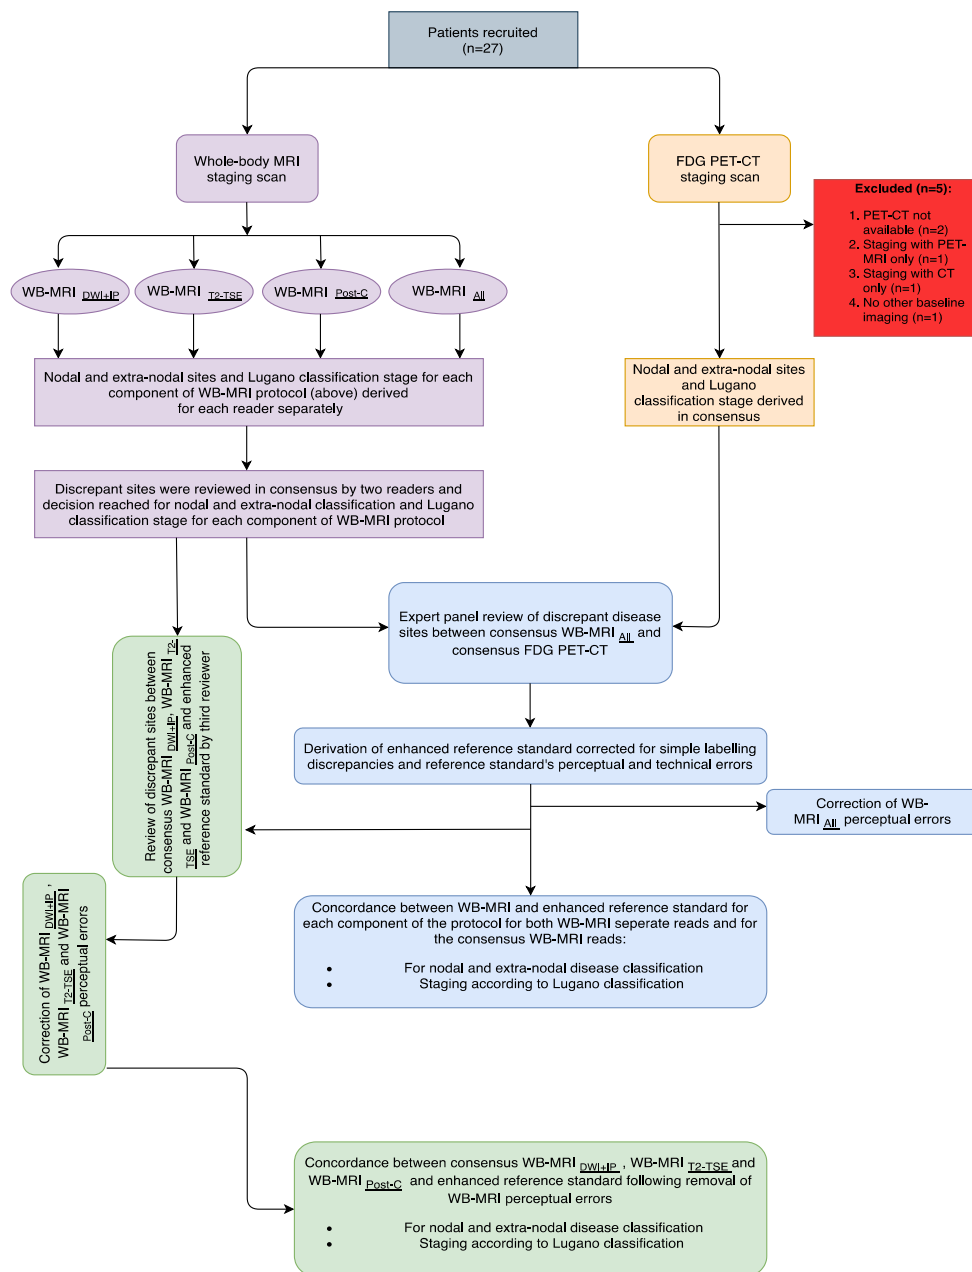 Patients recruited
(n=27)
Whole-body MRI
staging scan
FDG PET-CT
staging scan
Excluded (n=5):
1. PET-CT not
available (n=2)
2. Staging with PET-
MRI only (n=1)
3. Staging with CT
only (n=1)
4. No other baseline
imaging (n=1)
WB-MRI DWI+IP
WB-MRI T2-TSE
WB-MRI Post-C
WB-MRI All
Nodal and extra-nodal sites and Lugano classification stage for each
component of WB-MRI protocol (above) derived
for each reader separately
Nodal and extra-nodal sites
and Lugano
classification stage derived
in consensus
Discrepant sites were reviewed in consensus by two readers and
decision reached for nodal and extra-nodal classification and Lugano
classification stage for each component of WB-MRI protocol
Expert panel review of discrepant disease
sites between consensus WB-MRI All and
consensus FDG PET-CT
Review of discrepant sites between
consensus WB-MRI DWI+IP, WB-MRI T2-
TSE and WB-MRI Post-C and enhanced
reference standard by third reviewer
Derivation of enhanced reference standard corrected for simple labelling
discrepancies and reference standard's perceptual and technical errors
Correction of WB-
MRI All perceptual errors
Correction of WB-MRI DWI+IP ,
WB-MRI T2-TSE and WB-MRI
Post-C perceptual errors
Concordance between WB-MRI and enhanced reference standard for
each component of the protocol for both WB-MRI seperate reads and for
the consensus WB-MRI reads:
• For nodal and extra-nodal disease classification
• Staging according to Lugano classification
Concordance between consensus WB-MRI DWI+IP , WB-MRI T2-TSE and
WB-MRI Post-C and enhanced reference standard following removal of
WB-MRI perceptual errors
• For nodal and extra-nodal disease classification
• Staging according to Lugano classification